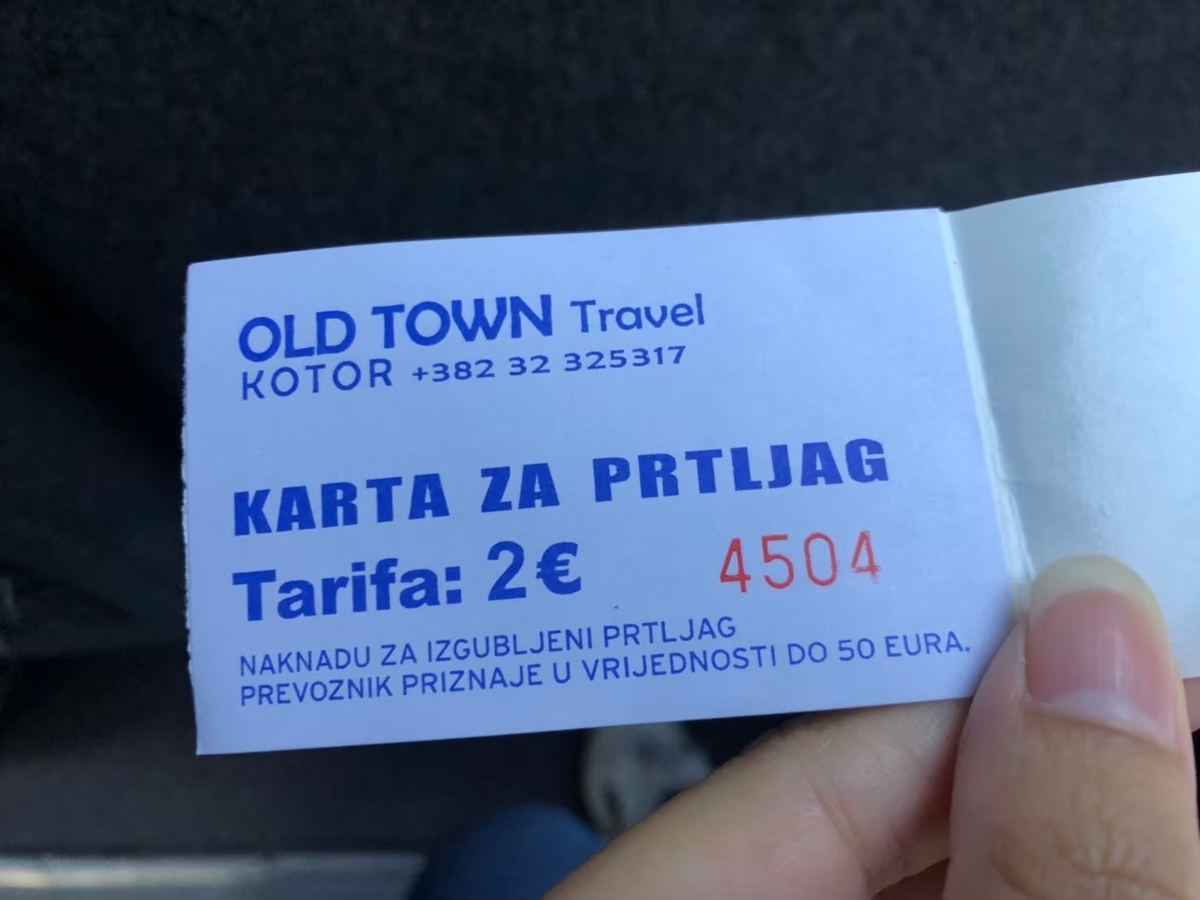 OLD TOWN Travel
KOTOR +382 32 325317
KARTA ZA PRTLJAG
Tarifa: 2€ 4504
NAKNADU ZA IZGUBLJENI PRTLJAG
PREVOZNIK PRIZNAJE U VRIJEDNOSTI DO 50 EURA.